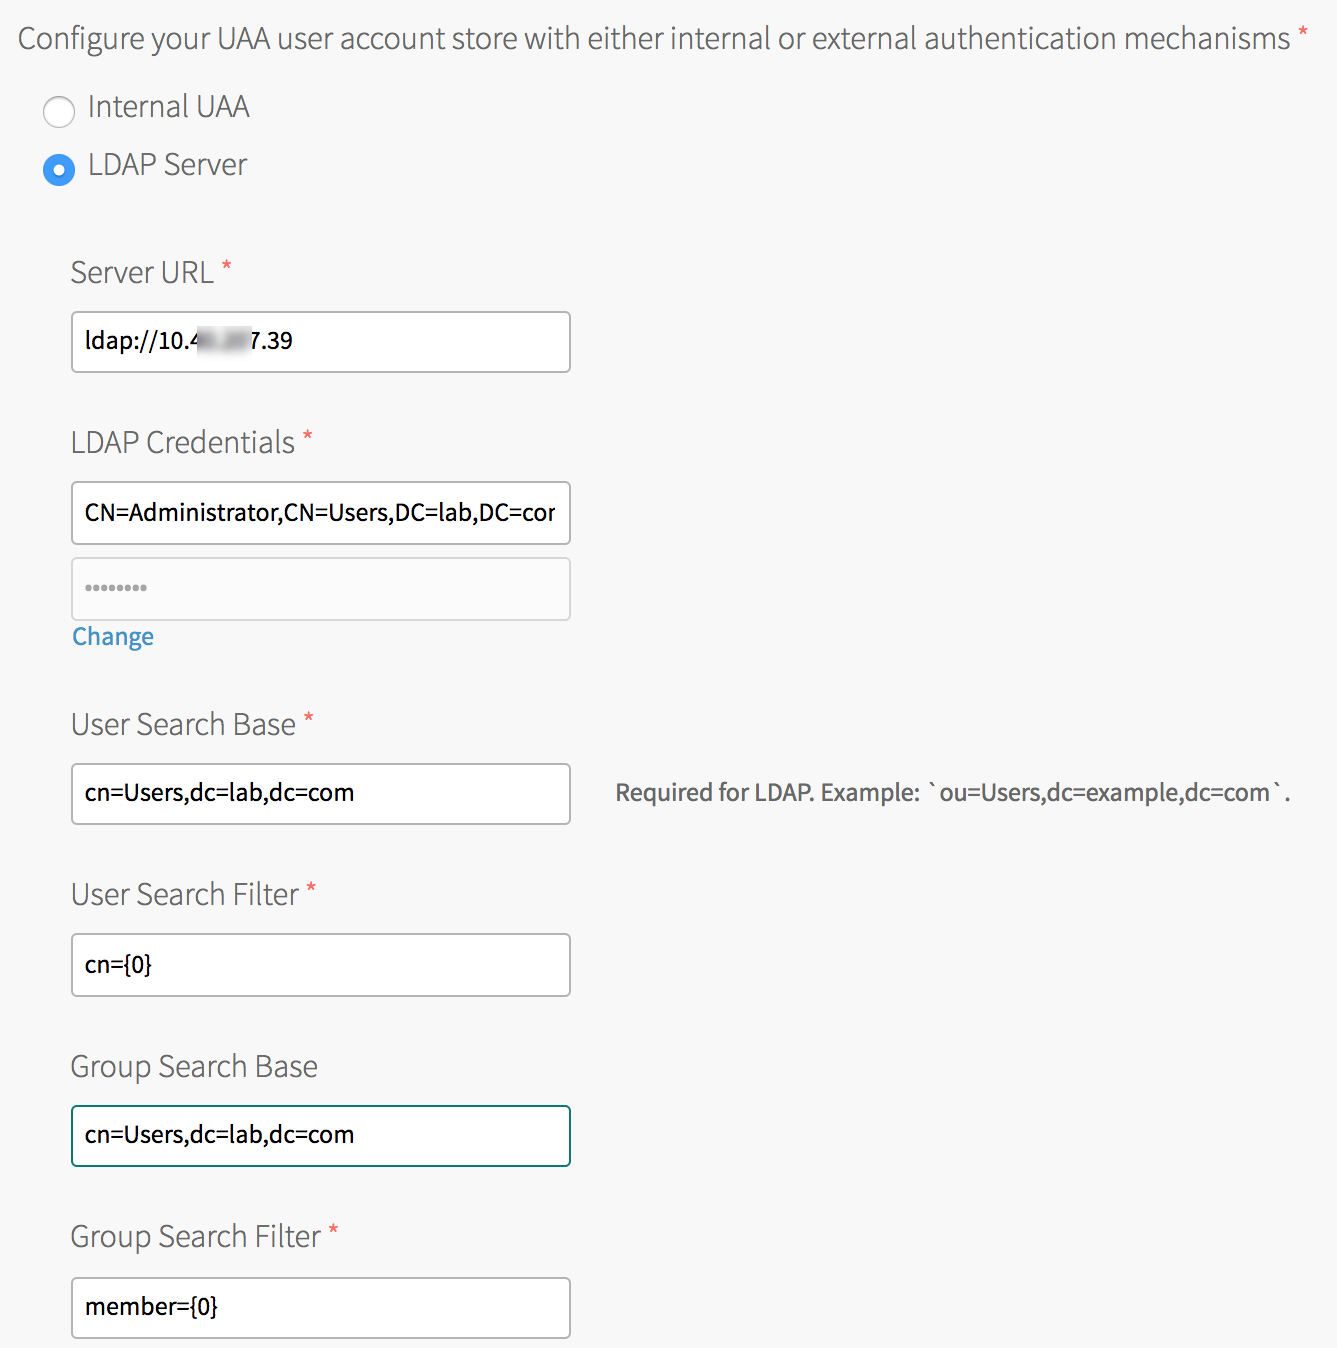 Configure your UAA user account store with either internal or external authentication mechanisms *
Internal UAA
LDAP Server
Server URL *
ldap://10.4 7.39
LDAP Credentials *
CN=Administrator,CN=Users,DC=lab,DC=cor
••••••••
Change
User Search Base *
cn=Users,dc=lab,dc=com
Required for LDAP. Example: `ou=Users,dc=example,dc=com`.
User Search Filter *
cn={0}
Group Search Base
cn=Users,dc=lab,dc=com
Group Search Filter *
member={0}